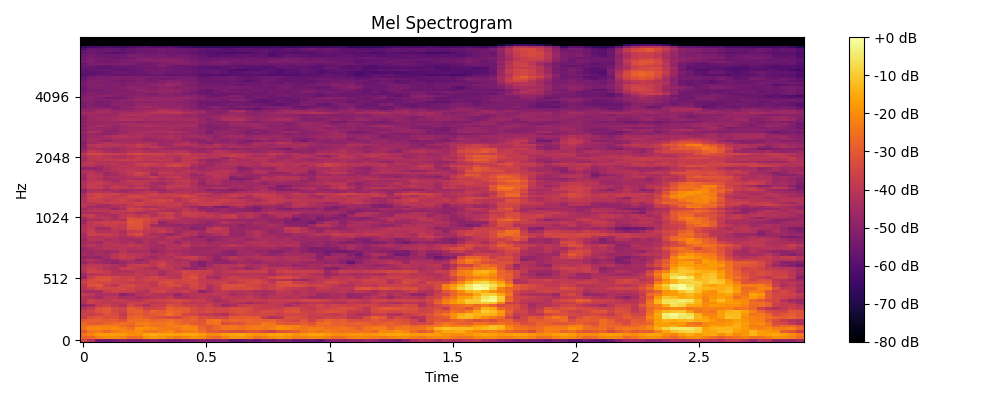 Mel Spectrogram
Hz
4096
2048
1024
512
0
0
0.5
1
1.5
2
2.5
Time
+0 dB
-10 dB
-20 dB
-30 dB
-40 dB
-50 dB
-60 dB
-70 dB
-80 dB